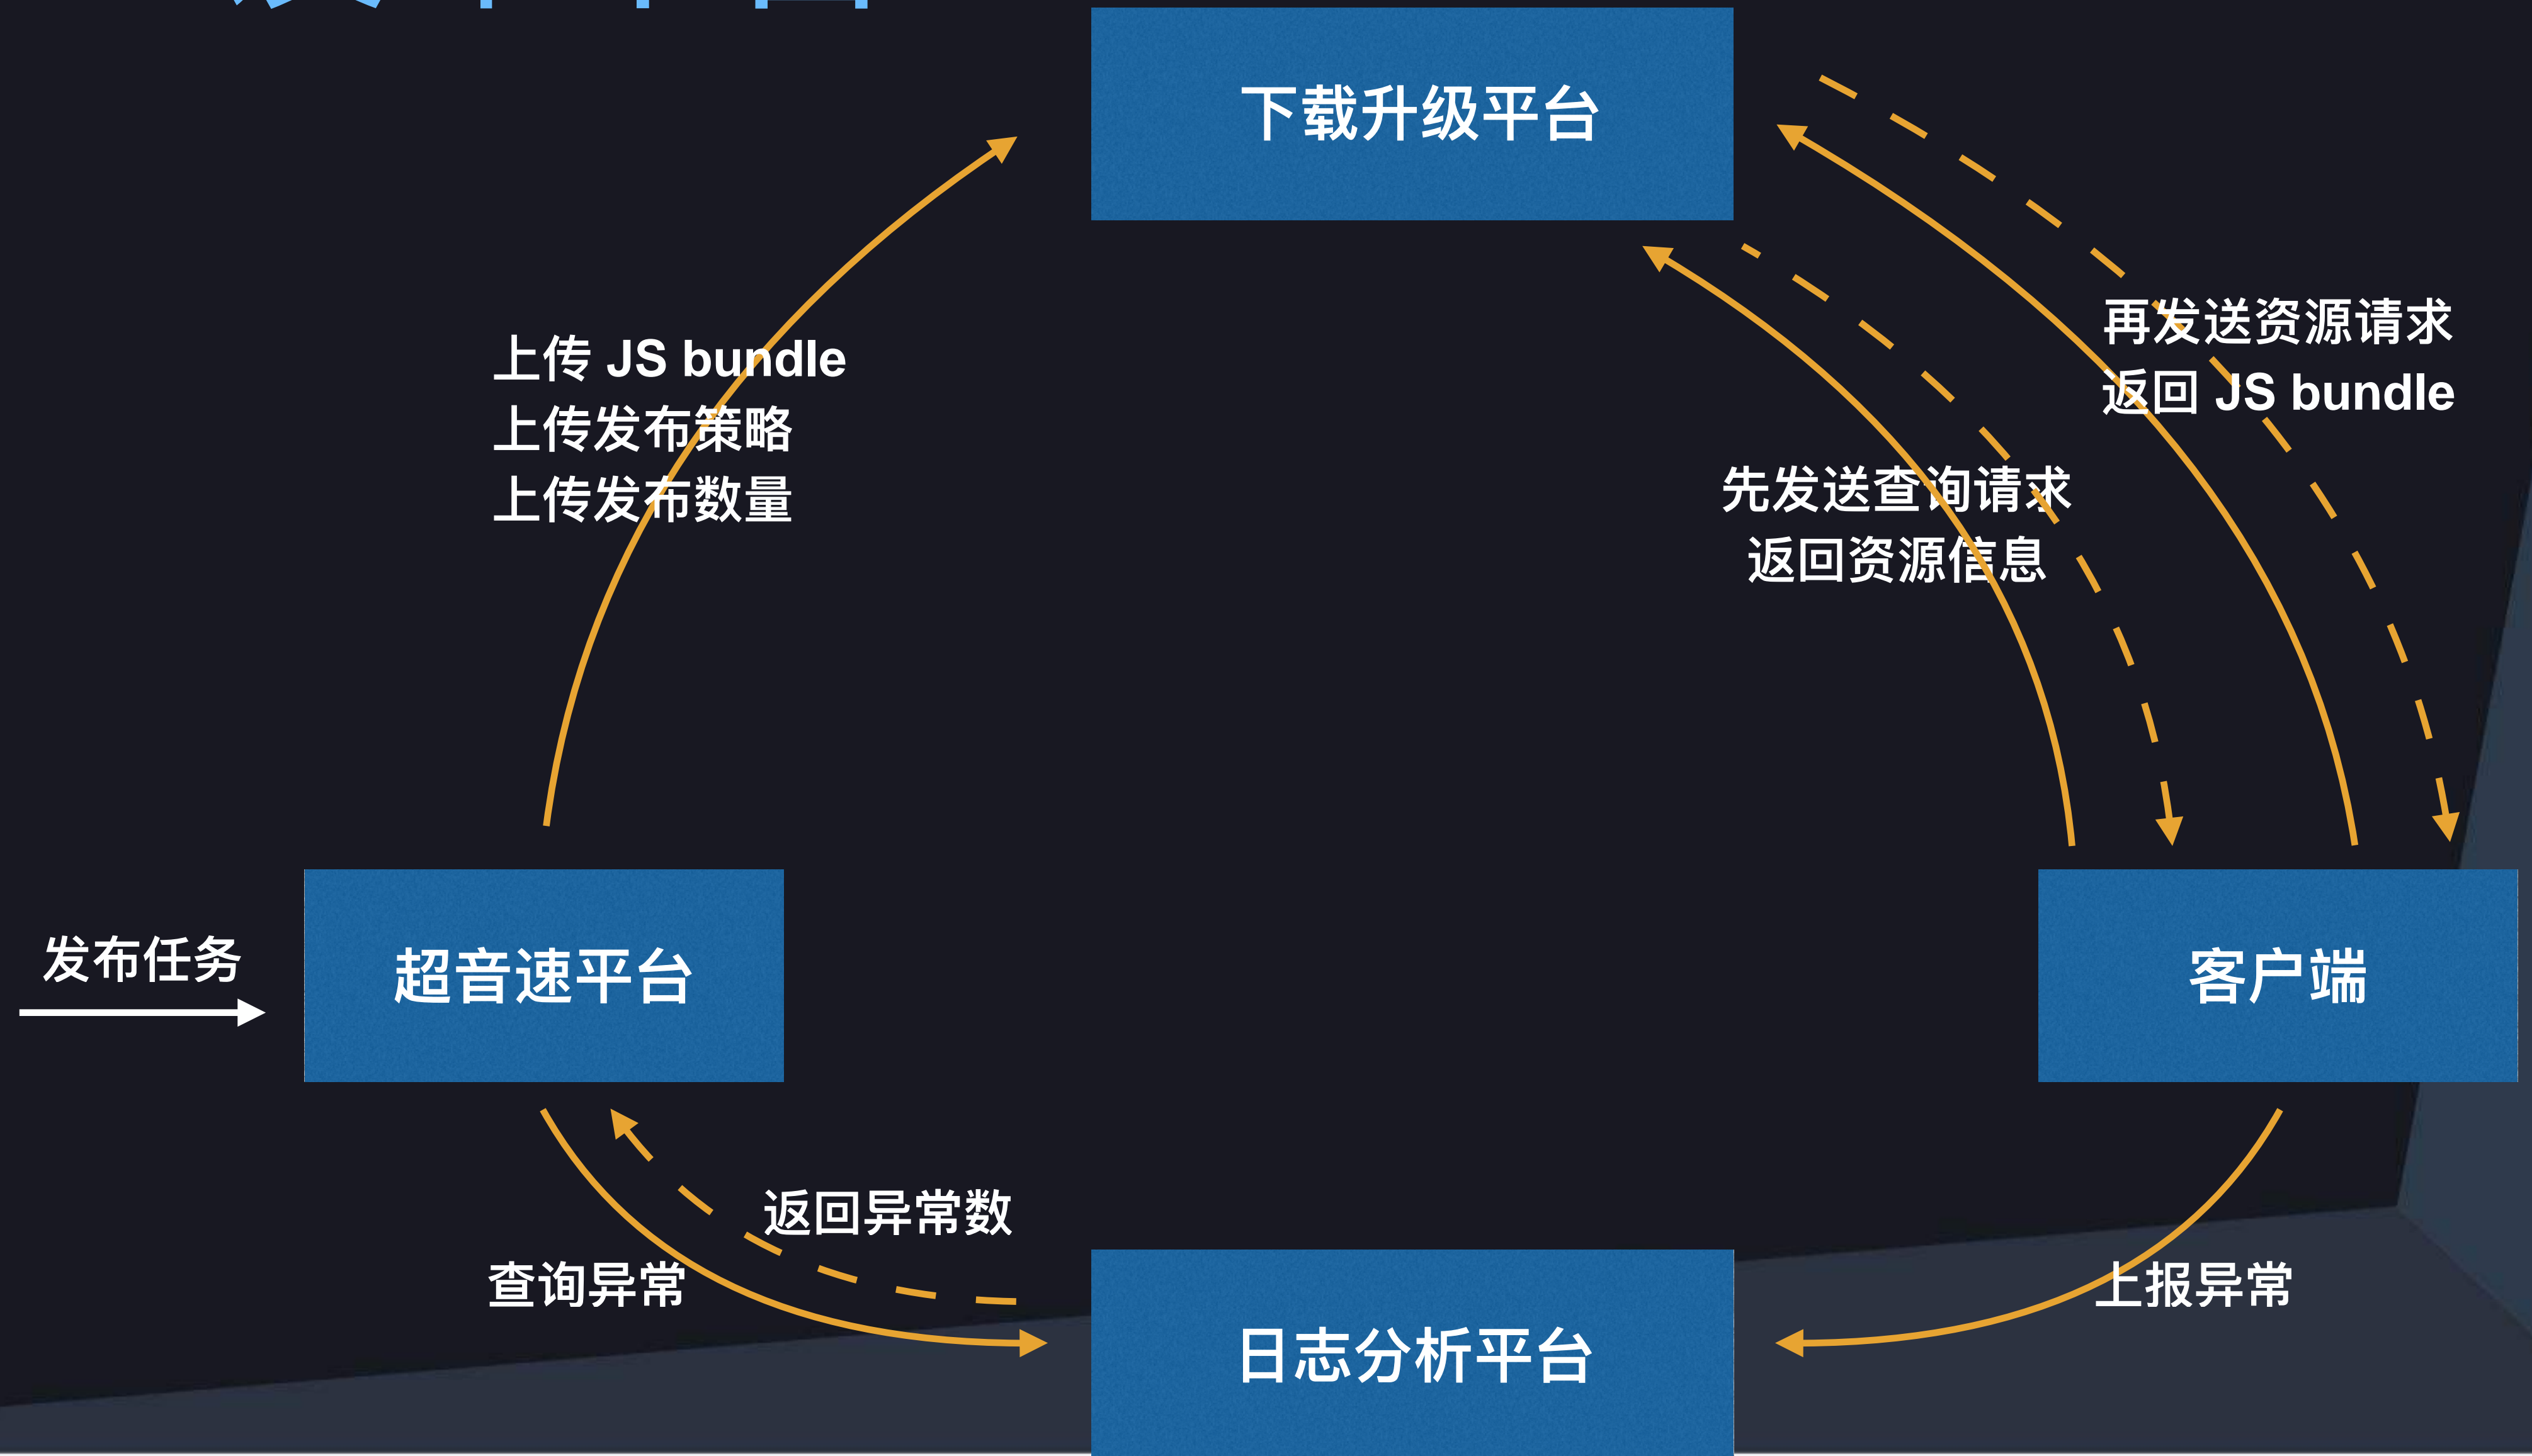 下载升级平台
再发送资源请求
返回 JS bundle
上传 JS bundle
上传发布策略
上传发布数量
先发送查询请求
返回资源信息
发布任务
超音速平台
客户端
返回异常数
查询异常
上报异常
日志分析平台